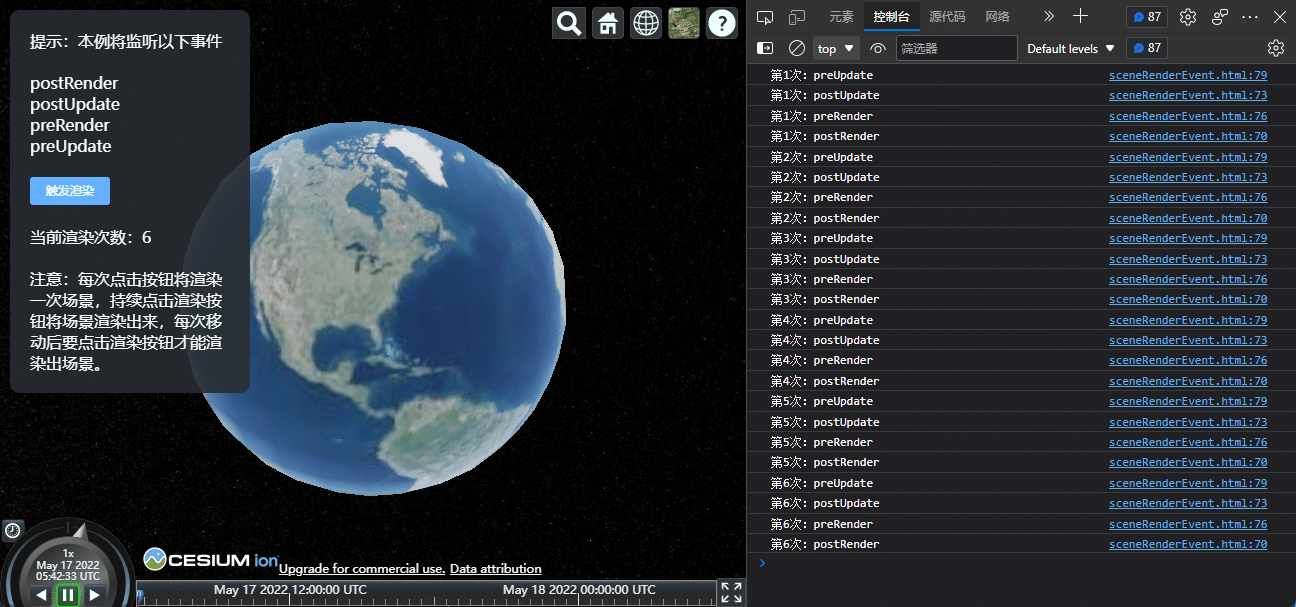 提示：本例将监听以下事件
postRender
postUpdate
preRender
preUpdate
触发渲染
当前渲染次数：6
注意：每次点击按钮将渲染
一次场景，持续点击渲染按
钮将场景渲染出来，每次移
动后要点击渲染按钮才能渲
染出场景。
?
1x
May 17 2022
05:42:33 UTC
CESIUM ion
Upgrade for commercial use. Data attribution
May 17 2022 12:00:00 UTC
May 18 2022 00:00:00 UTC
元素 控制台 源代码 网络 87
top 筛选器 Default levels 87
第1次：preUpdate sceneRenderEvent.html:79
第1次：postUpdate sceneRenderEvent.html:73
第1次：preRender sceneRenderEvent.html:76
第1次：postRender sceneRenderEvent.html:70
第2次：preUpdate sceneRenderEvent.html:79
第2次：postUpdate sceneRenderEvent.html:73
第2次：preRender sceneRenderEvent.html:76
第2次：postRender sceneRenderEvent.html:70
第3次：preUpdate sceneRenderEvent.html:79
第3次：postUpdate sceneRenderEvent.html:73
第3次：preRender sceneRenderEvent.html:76
第3次：postRender sceneRenderEvent.html:70
第4次：preUpdate sceneRenderEvent.html:79
第4次：postUpdate sceneRenderEvent.html:73
第4次：preRender sceneRenderEvent.html:76
第4次：postRender sceneRenderEvent.html:70
第5次：preUpdate sceneRenderEvent.html:79
第5次：postUpdate sceneRenderEvent.html:73
第5次：preRender sceneRenderEvent.html:76
第5次：postRender sceneRenderEvent.html:70
第6次：preUpdate sceneRenderEvent.html:79
第6次：postUpdate sceneRenderEvent.html:73
第6次：preRender sceneRenderEvent.html:76
第6次：postRender sceneRenderEvent.html:70